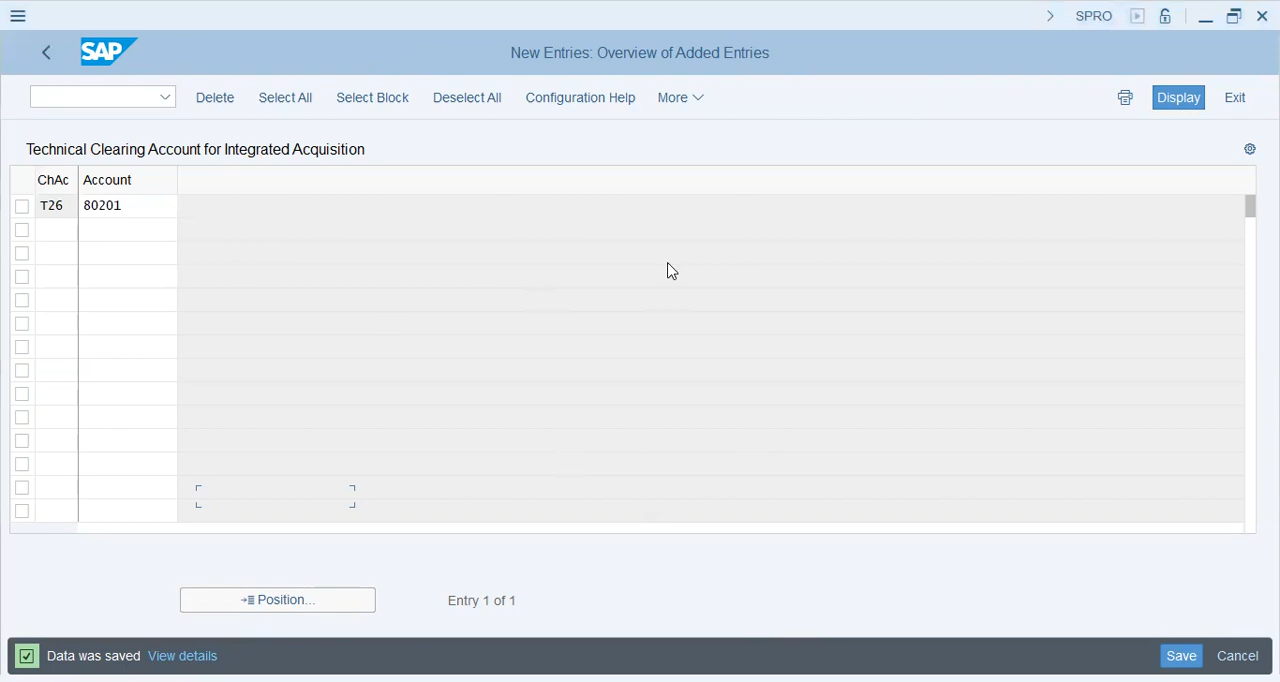 SPRO
SAP New Entries: Overview of Added Entries
Delete Select All Select Block Deselect All Configuration Help More Display Exit
Technical Clearing Account for Integrated Acquisition
ChAc Account
T26 80201
Position... Entry 1 of 1
Data was saved View details Save Cancel